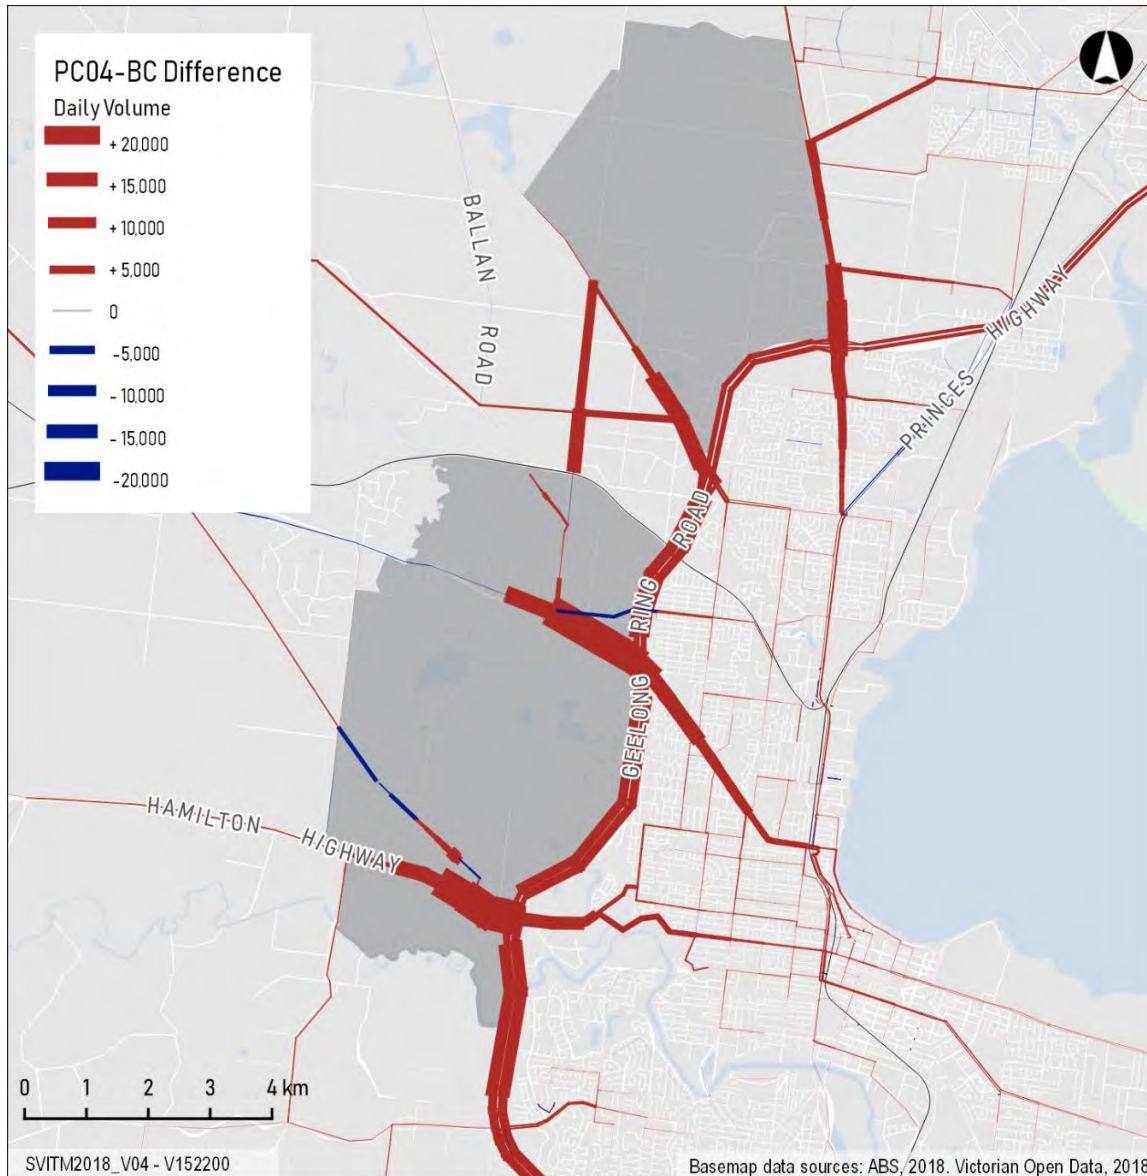 PC04-BC Difference
Daily Volume
+ 20,000
+ 15,000
+ 10,000
+ 5,000
0
- 5,000
- 10,000
- 15,000
-20,000
BALLAN
ROAD
PRINCES HIGHWAY
GEELONG RING ROAD
HAMILTON HIGHWAY
0 1 2 3 4 km
SVITM2018_V04 - V152200
Basemap data sources: ABS, 2018. Victorian Open Data, 2018